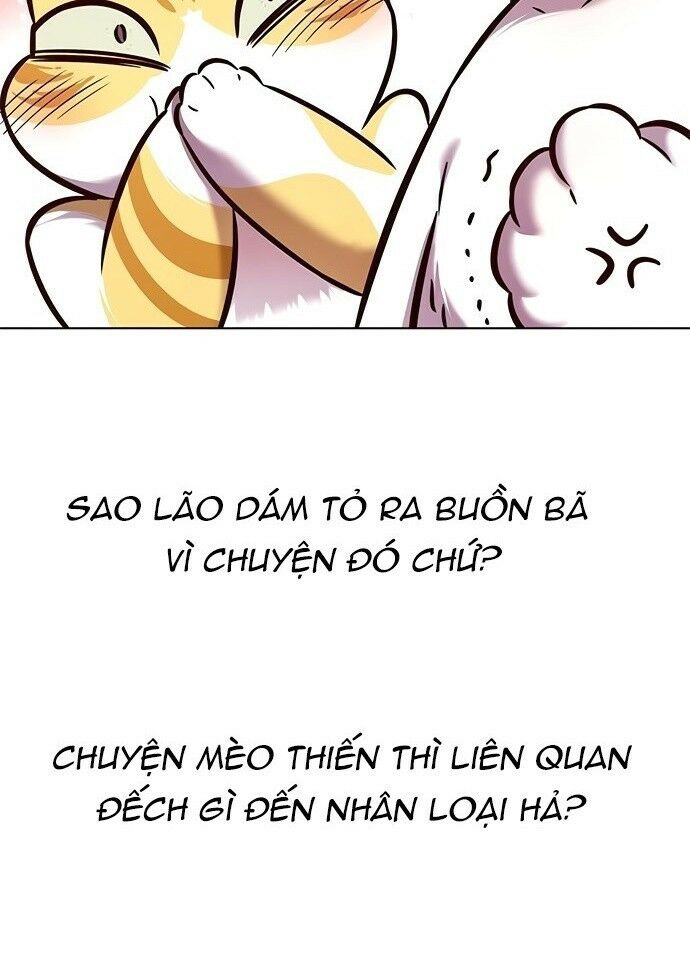 SAO LÃO DÁM TỎ RA BUỒN BÃ
VÌ CHUYỆN ĐÓ CHỨ?
CHUYỆN MÈO THIẾN THÌ LIÊN QUAN
ĐẾCH GÌ ĐẾN NHÂN LOẠI HẢ?